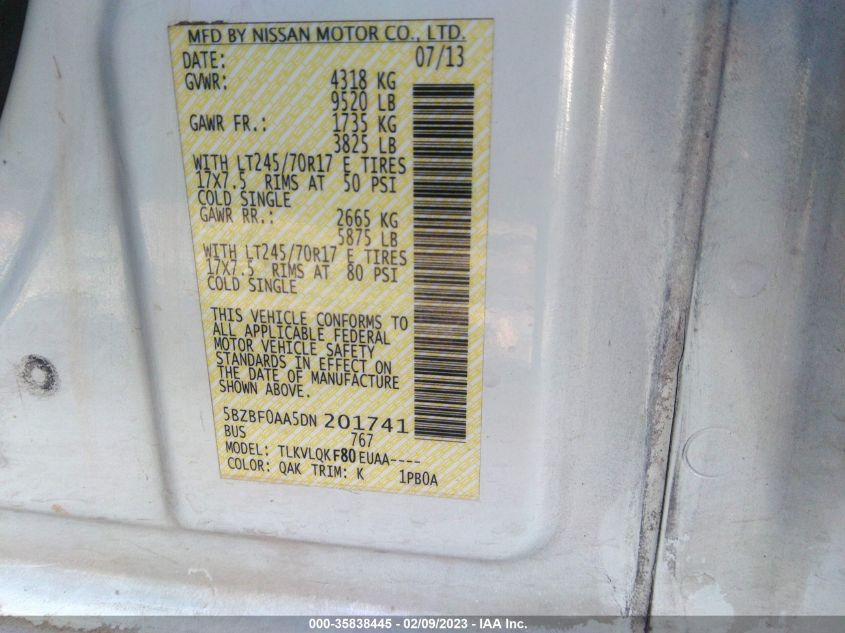 MFD BY NISSAN MOTOR CO., LTD.
DATE: 07/13
GVWR: 4318 KG
9520 LB
GAWR FR.: 1735 KG
3825 LB
WITH LT245/70R17 E TIRES
17X7.5 RIMS AT 50 PSI
COLD SINGLE
GAWR RR.: 2665 KG
5875 LB
WITH LT245/70R17 E TIRES
17X7.5 RIMS AT 80 PSI
COLD SINGLE
THIS VEHICLE CONFORMS TO
ALL APPLICABLE FEDERAL
MOTOR VEHICLE SAFETY
STANDARDS IN EFFECT ON
THE DATE OF MANUFACTURE
SHOWN ABOVE.
5BZBF0AA5DN 201741
BUS 767
MODEL: TLKVLQK F80 EUAA----
COLOR: QAK TRIM: K 1PB0A
000-35838445 - 02/09/2023 - IAA Inc.